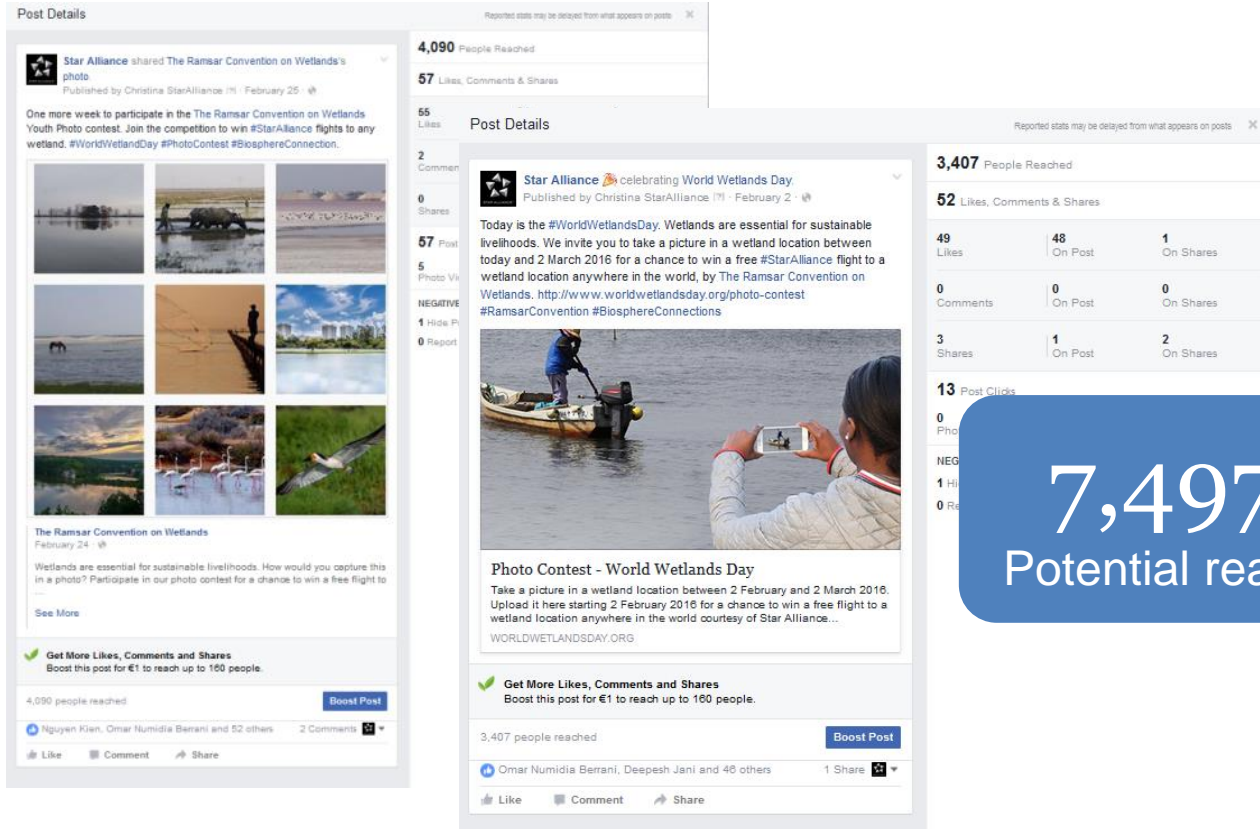 Post Details
Reported stats may be delayed from what appears on posts
Star Alliance shared The Ramsar Convention on Wetlands's
photo.
Published by Christina StarAlliance [?] · February 25 ·
One more week to participate in the The Ramsar Convention on Wetlands
Youth Photo contest. Join the competition to win #StarAlliance flights to any
wetland. #WorldWetlandDay #PhotoContest #BiosphereConnection.
The Ramsar Convention on Wetlands
February 24 ·
Wetlands are essential for sustainable livelihoods. How would you capture this
in a photo? Participate in our photo contest for a chance to win a free flight to
...
See More
Get More Likes, Comments and Shares
Boost this post for €1 to reach up to 160 people.
4,090 people reached
Boost Post
Nguyen Kien, Omar Numidia Berrani and 52 others
2 Comments
Like Comment Share
4,090 People Reached
57 Likes, Comments & Shares
55
Likes
2
Commen
0
Shares
57 Post
5
Photo Vi
NEGATIVE
1 Hide P
0 Report
Post Details
Reported stats may be delayed from what appears on posts
Star Alliance celebrating World Wetlands Day.
Published by Christina StarAlliance [?] · February 2 ·
Today is the #WorldWetlandsDay. Wetlands are essential for sustainable
livelihoods. We invite you to take a picture in a wetland location between
today and 2 March 2016 for a chance to win a free #StarAlliance flight to a
wetland location anywhere in the world, by The Ramsar Convention on
Wetlands. http://www.worldwetlandsday.org/photo-contest
#RamsarConvention #BiosphereConnections
Photo Contest - World Wetlands Day
Take a picture in a wetland location between 2 February and 2 March 2016.
Upload it here starting 2 February 2016 for a chance to win a free flight to a
wetland location anywhere in the world courtesy of Star Alliance...
WORLDWETLANDSDAY.ORG
Get More Likes, Comments and Shares
Boost this post for €1 to reach up to 160 people.
3,407 people reached
Boost Post
Omar Numidia Berrani, Deepesh Jani and 46 others
1 Share
Like Comment Share
3,407 People Reached
52 Likes, Comments & Shares
49 48 1
Likes On Post On Shares
0 0 0
Comments On Post On Shares
3 1 2
Shares On Post On Shares
13 Post Clicks
0
Pho
NEG
1 Hi
0 Re
7,497
Potential rea